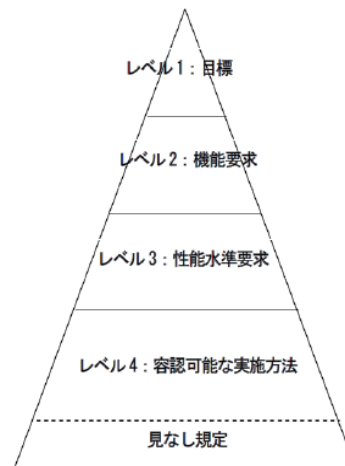 レベル1：目標
レベル2：機能要求
レベル3：性能水準要求
レベル4：容認可能な実施方法
見なし規定